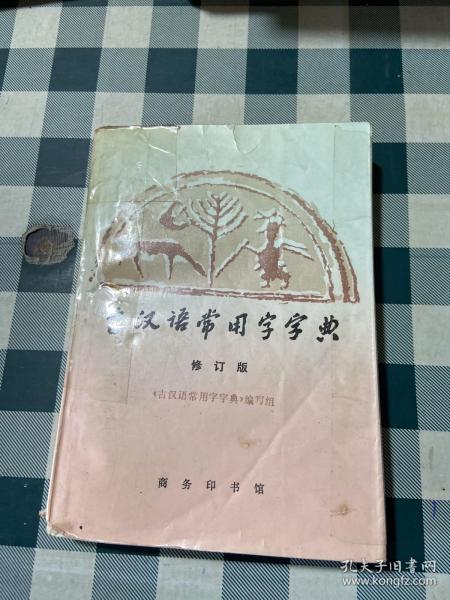 古汉语常用字字典
修订版
《古汉语常用字字典》编写组
商务印书馆
孔夫子旧书网
www.kongfz.com